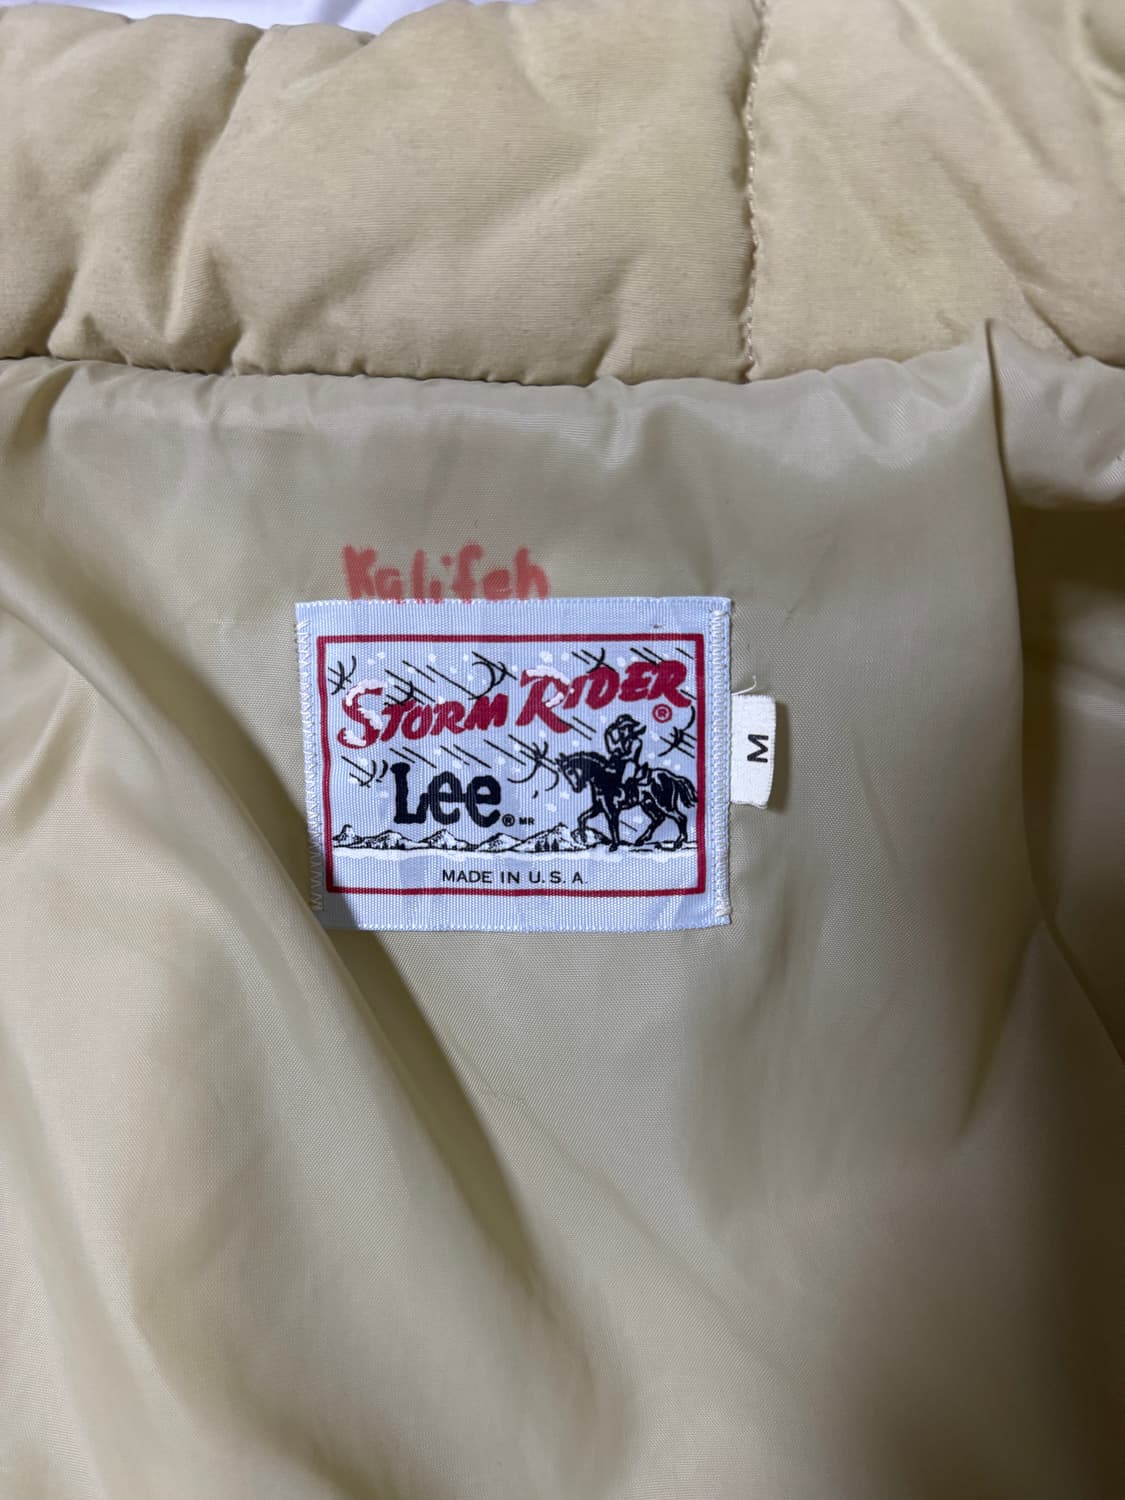 Kalifeh
STORM RIDER ®
Lee ® MR
MADE IN U.S.A.
M